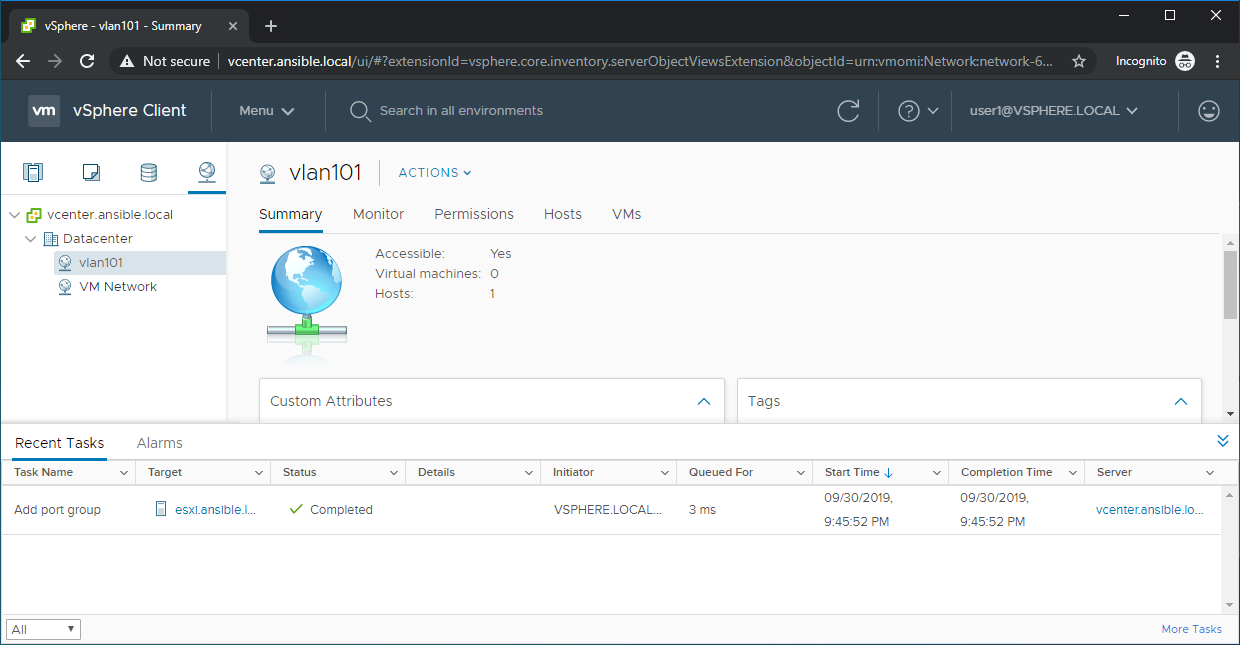 vSphere - vlan101 - Summary
Not secure | vcenter.ansible.local/ui/#?extensionId=vsphere.core.inventory.serverObjectViewsExtension&objectId=urn:vmomi:Network:network-6...
Incognito
vm vSphere Client
Menu
Search in all environments
user1@VSPHERE.LOCAL
vcenter.ansible.local
Datacenter
vlan101
VM Network
vlan101
ACTIONS
Summary Monitor Permissions Hosts VMs
Accessible: Yes
Virtual machines: 0
Hosts: 1
Custom Attributes
Tags
Recent Tasks Alarms
Task Name Target Status Details Initiator Queued For Start Time Completion Time Server
Add port group esxi.ansible.l... Completed VSPHERE.LOCAL... 3 ms 09/30/2019, 9:45:52 PM 09/30/2019, 9:45:52 PM vcenter.ansible.lo...
All
More Tasks